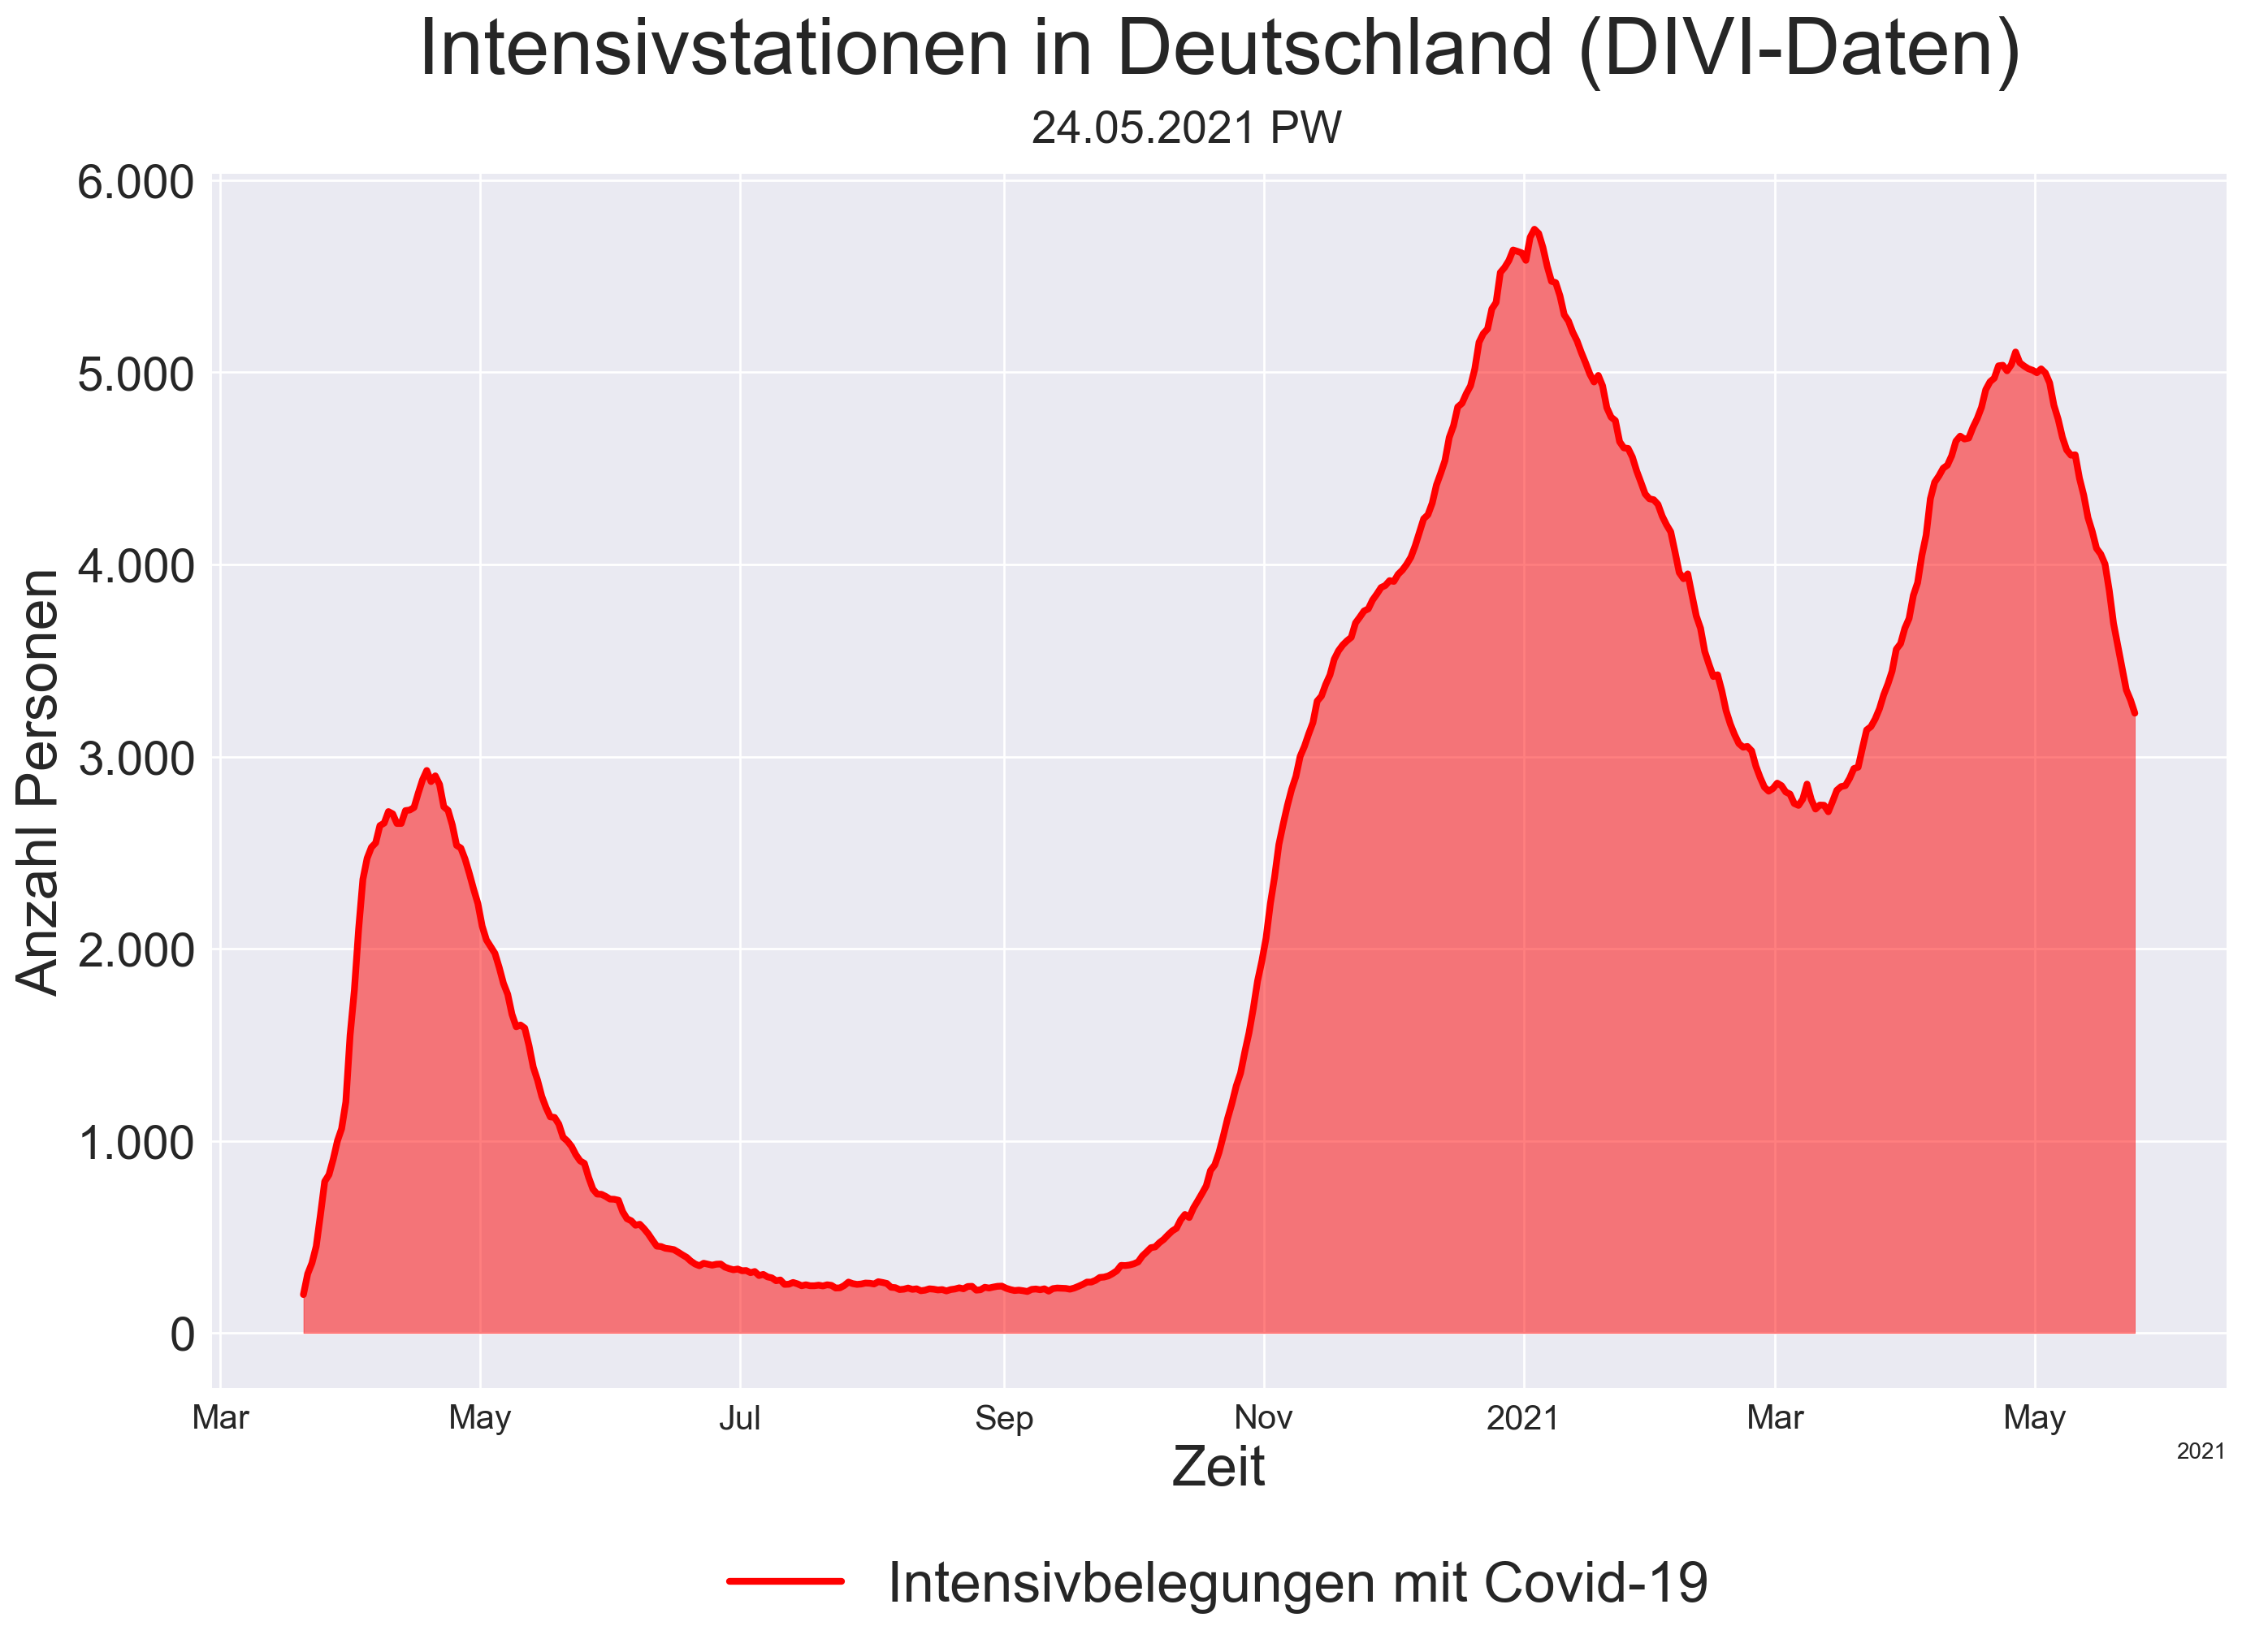 Intensivstationen in Deutschland (DIVI-Daten)
24.05.2021 PW
Anzahl Personen
6.000
5.000
4.000
3.000
2.000
1.000
0
Mar May Jul Sep Nov 2021 Mar May
2021
Zeit
Intensivbelegungen mit Covid-19